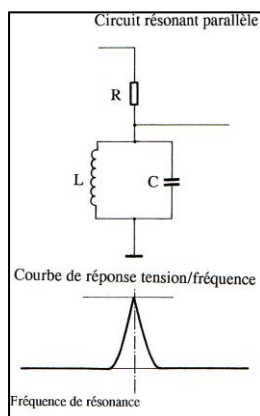 Circuit résonant parallèle
R
L
C
Courbe de réponse tension/fréquence
Fréquence de résonance